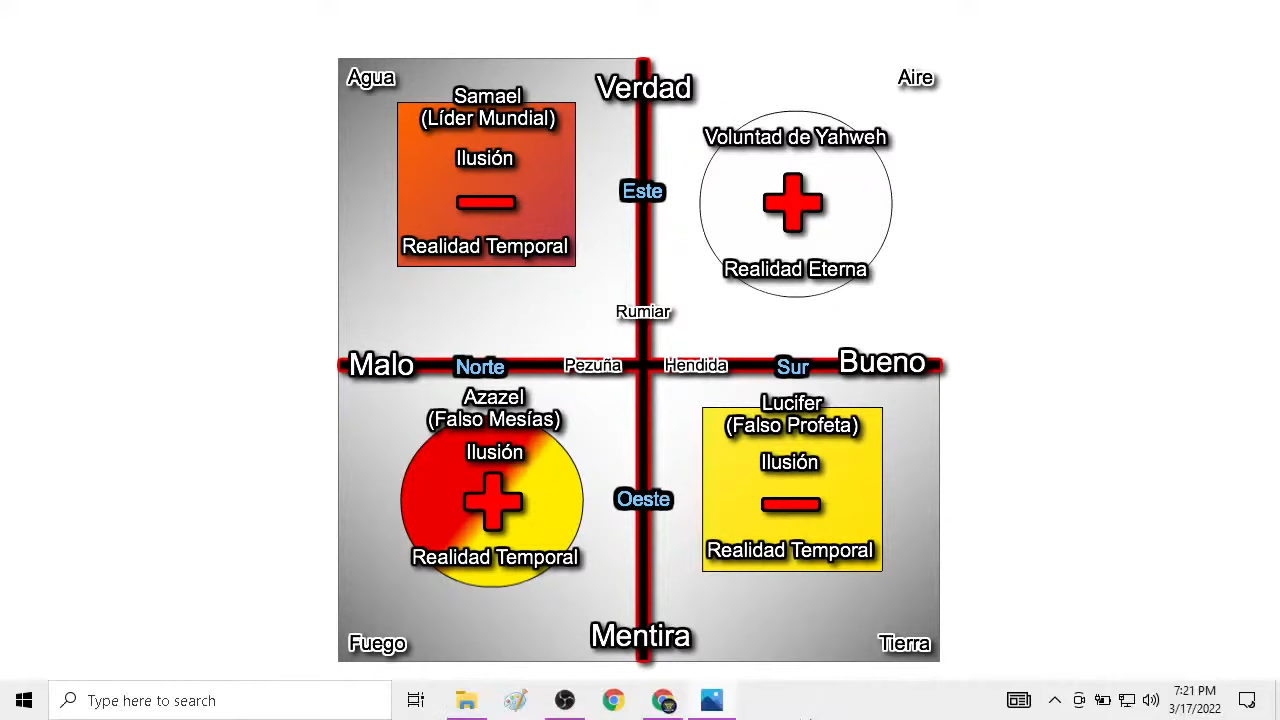 Agua
Verdad
Aire
Samael
(Líder Mundial)
Ilusión
Realidad Temporal
Este
Voluntad de Yahweh
Realidad Eterna
Rumiar
Malo
Norte
Pezuña
Hendida
Sur
Bueno
Azazel
(Falso Mesías)
Ilusión
Realidad Temporal
Oeste
Lucifer
(Falso Profeta)
Ilusión
Realidad Temporal
Fuego
Mentira
Tierra
Type here to search
7:21 PM
3/17/2022